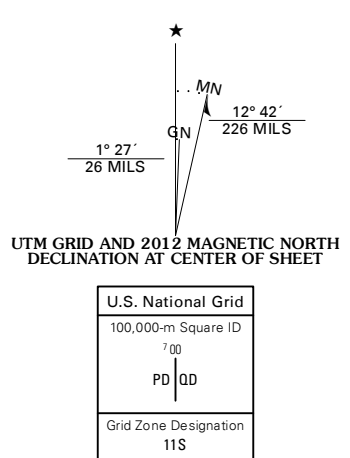 ★
MN
GN
12° 42´
226 MILS
1° 27´
26 MILS
UTM GRID AND 2012 MAGNETIC NORTH
DECLINATION AT CENTER OF SHEET
U.S. National Grid
100,000-m Square ID
⁷00
PD QD
Grid Zone Designation
11S